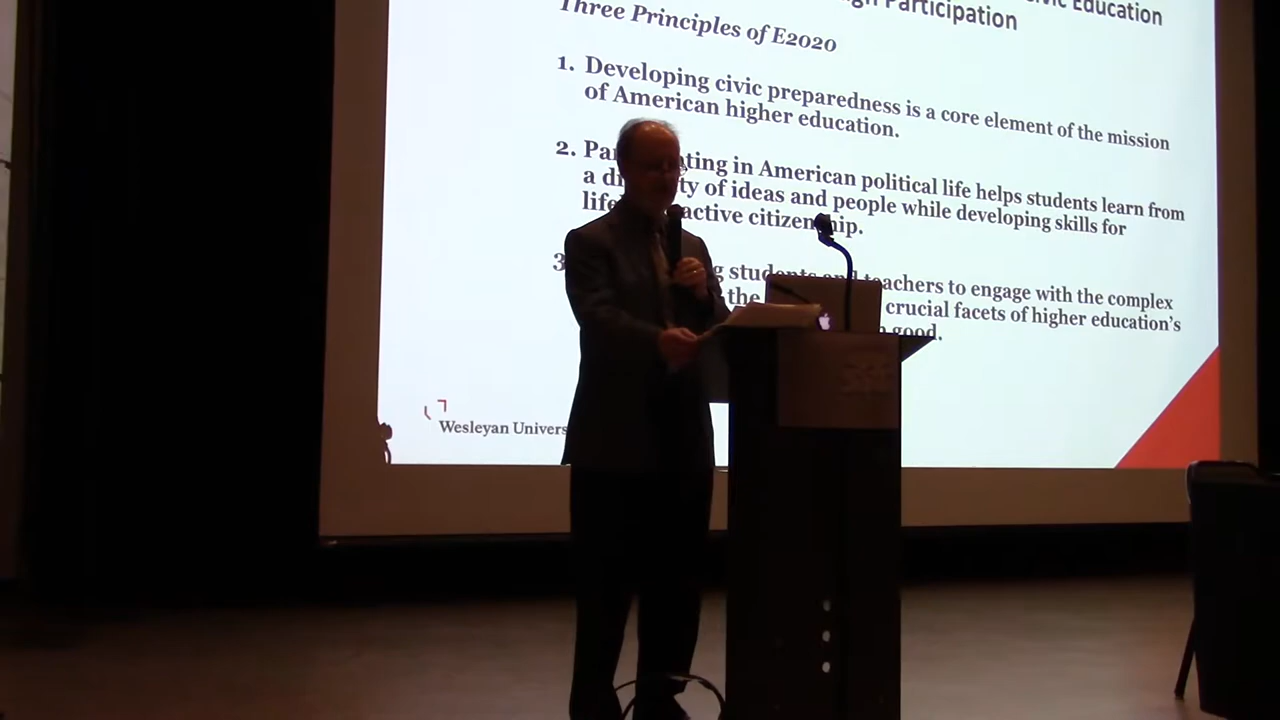 Civic Education
Participation
Three Principles of E2020
1. Developing civic preparedness is a core element of the mission
of American higher education.
2. Pa ting in American political life helps students learn from
a di ty of ideas and people while developing skills for
life active citizenship.
3 g students and teachers to engage with the complex
the crucial facets of higher education's
good.
Wesleyan Univers